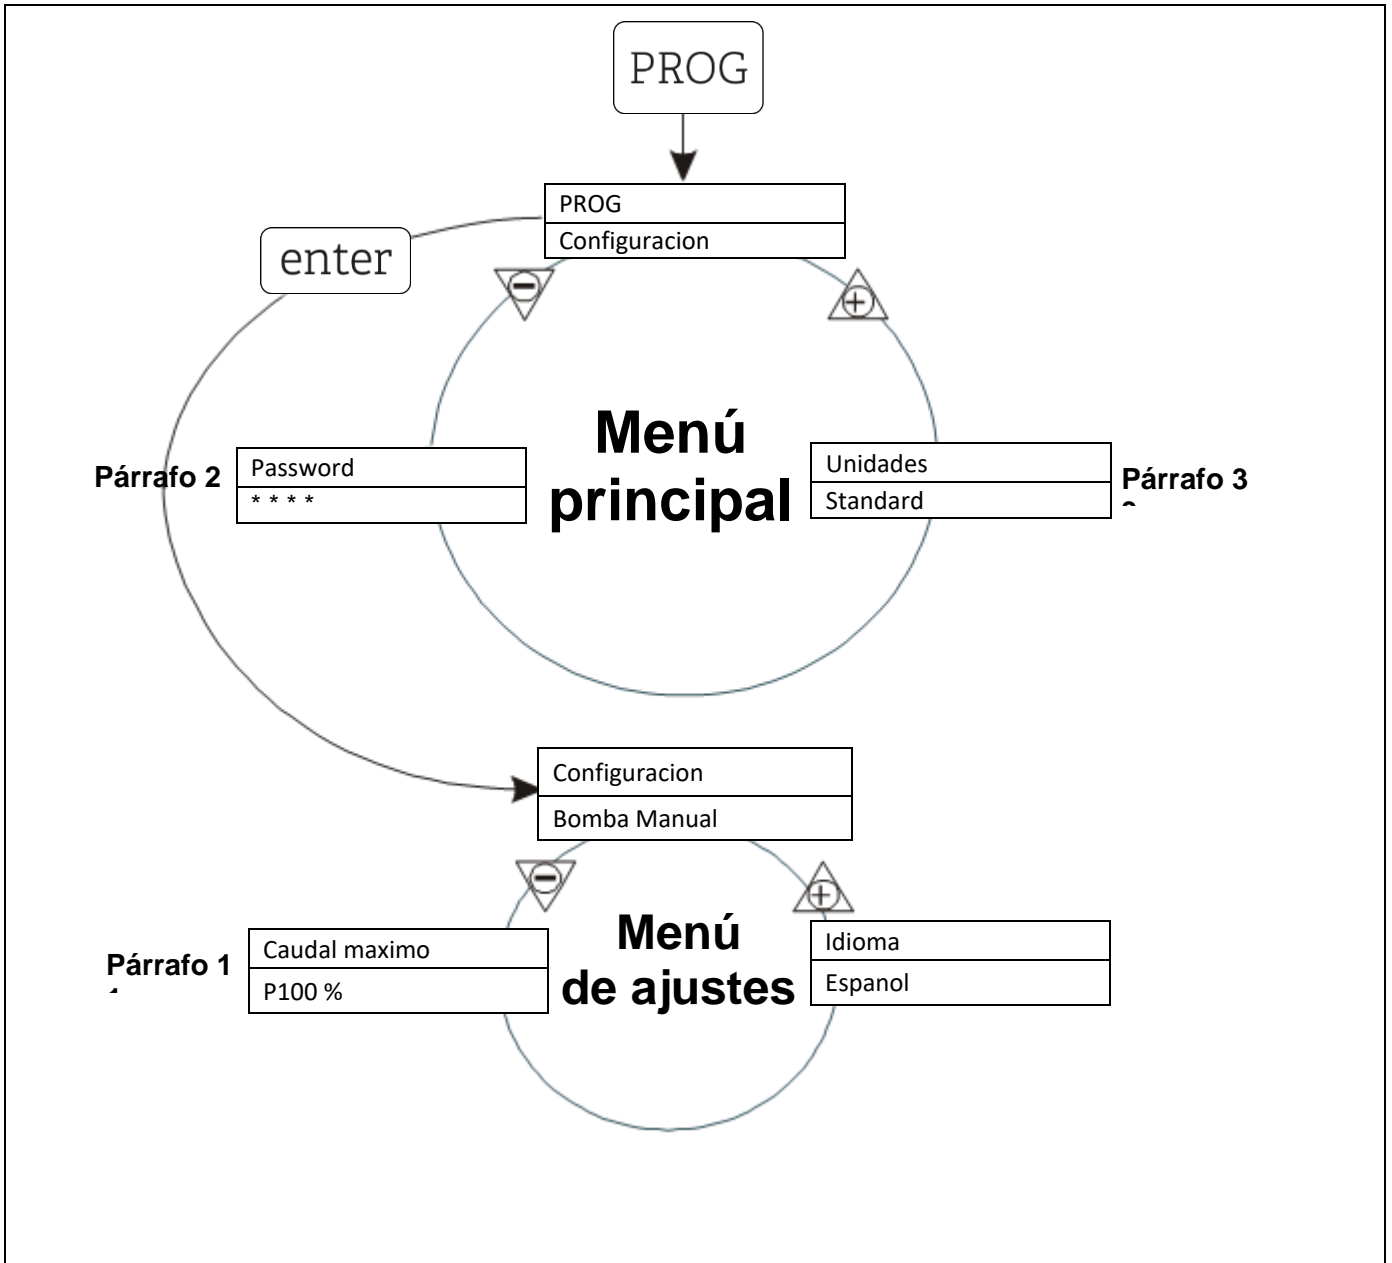 PROG
PROG
Configuracion
enter
Menú
principal
Párrafo 2
Password
* * * *
Unidades
Standard
Párrafo 3
Configuracion
Bomba Manual
Menú
de ajustes
Párrafo 1
Caudal maximo
P100 %
Idioma
Espanol